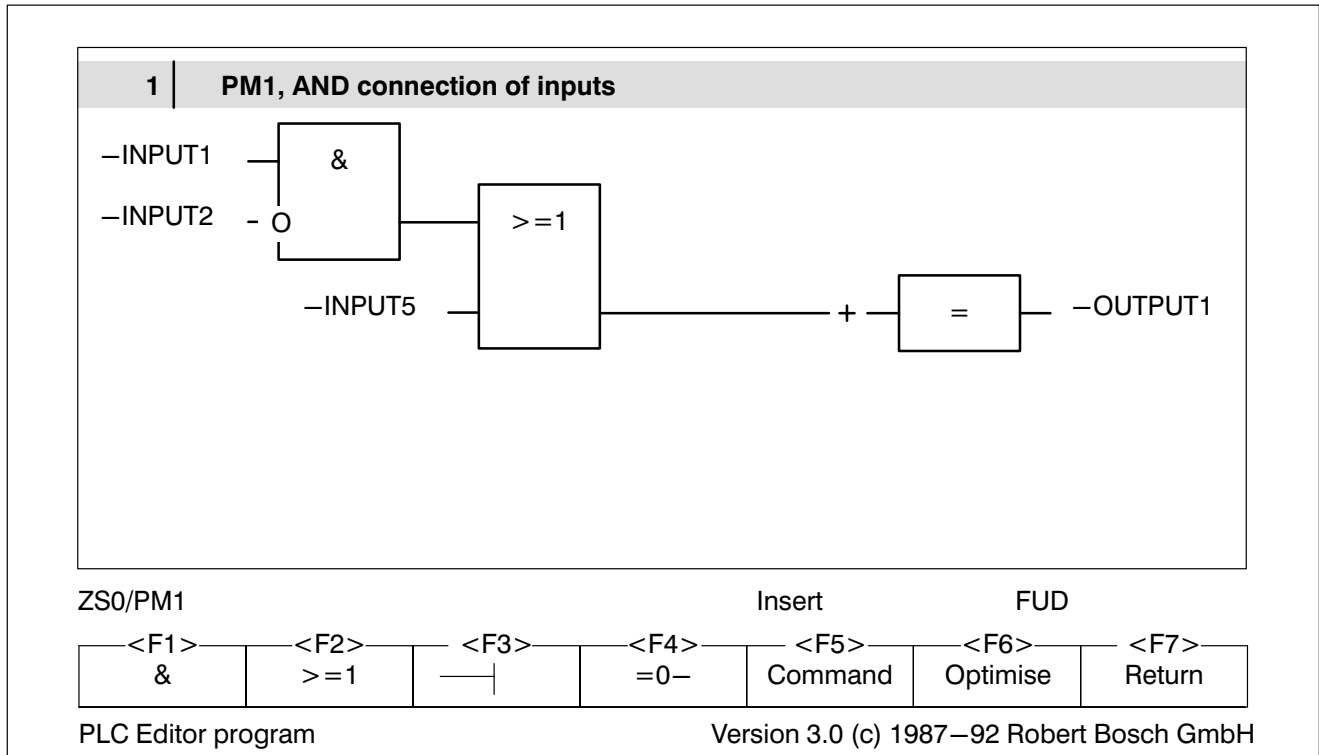 1 PM1, AND connection of inputs
–INPUT1 &
–INPUT2 O >=1
–INPUT5 + = –OUTPUT1
ZS0/PM1 Insert FUD
<F1> <F2> <F3> <F4> <F5> <F6> <F7>
& >=1 =0– Command Optimise Return
PLC Editor program Version 3.0 (c) 1987–92 Robert Bosch GmbH